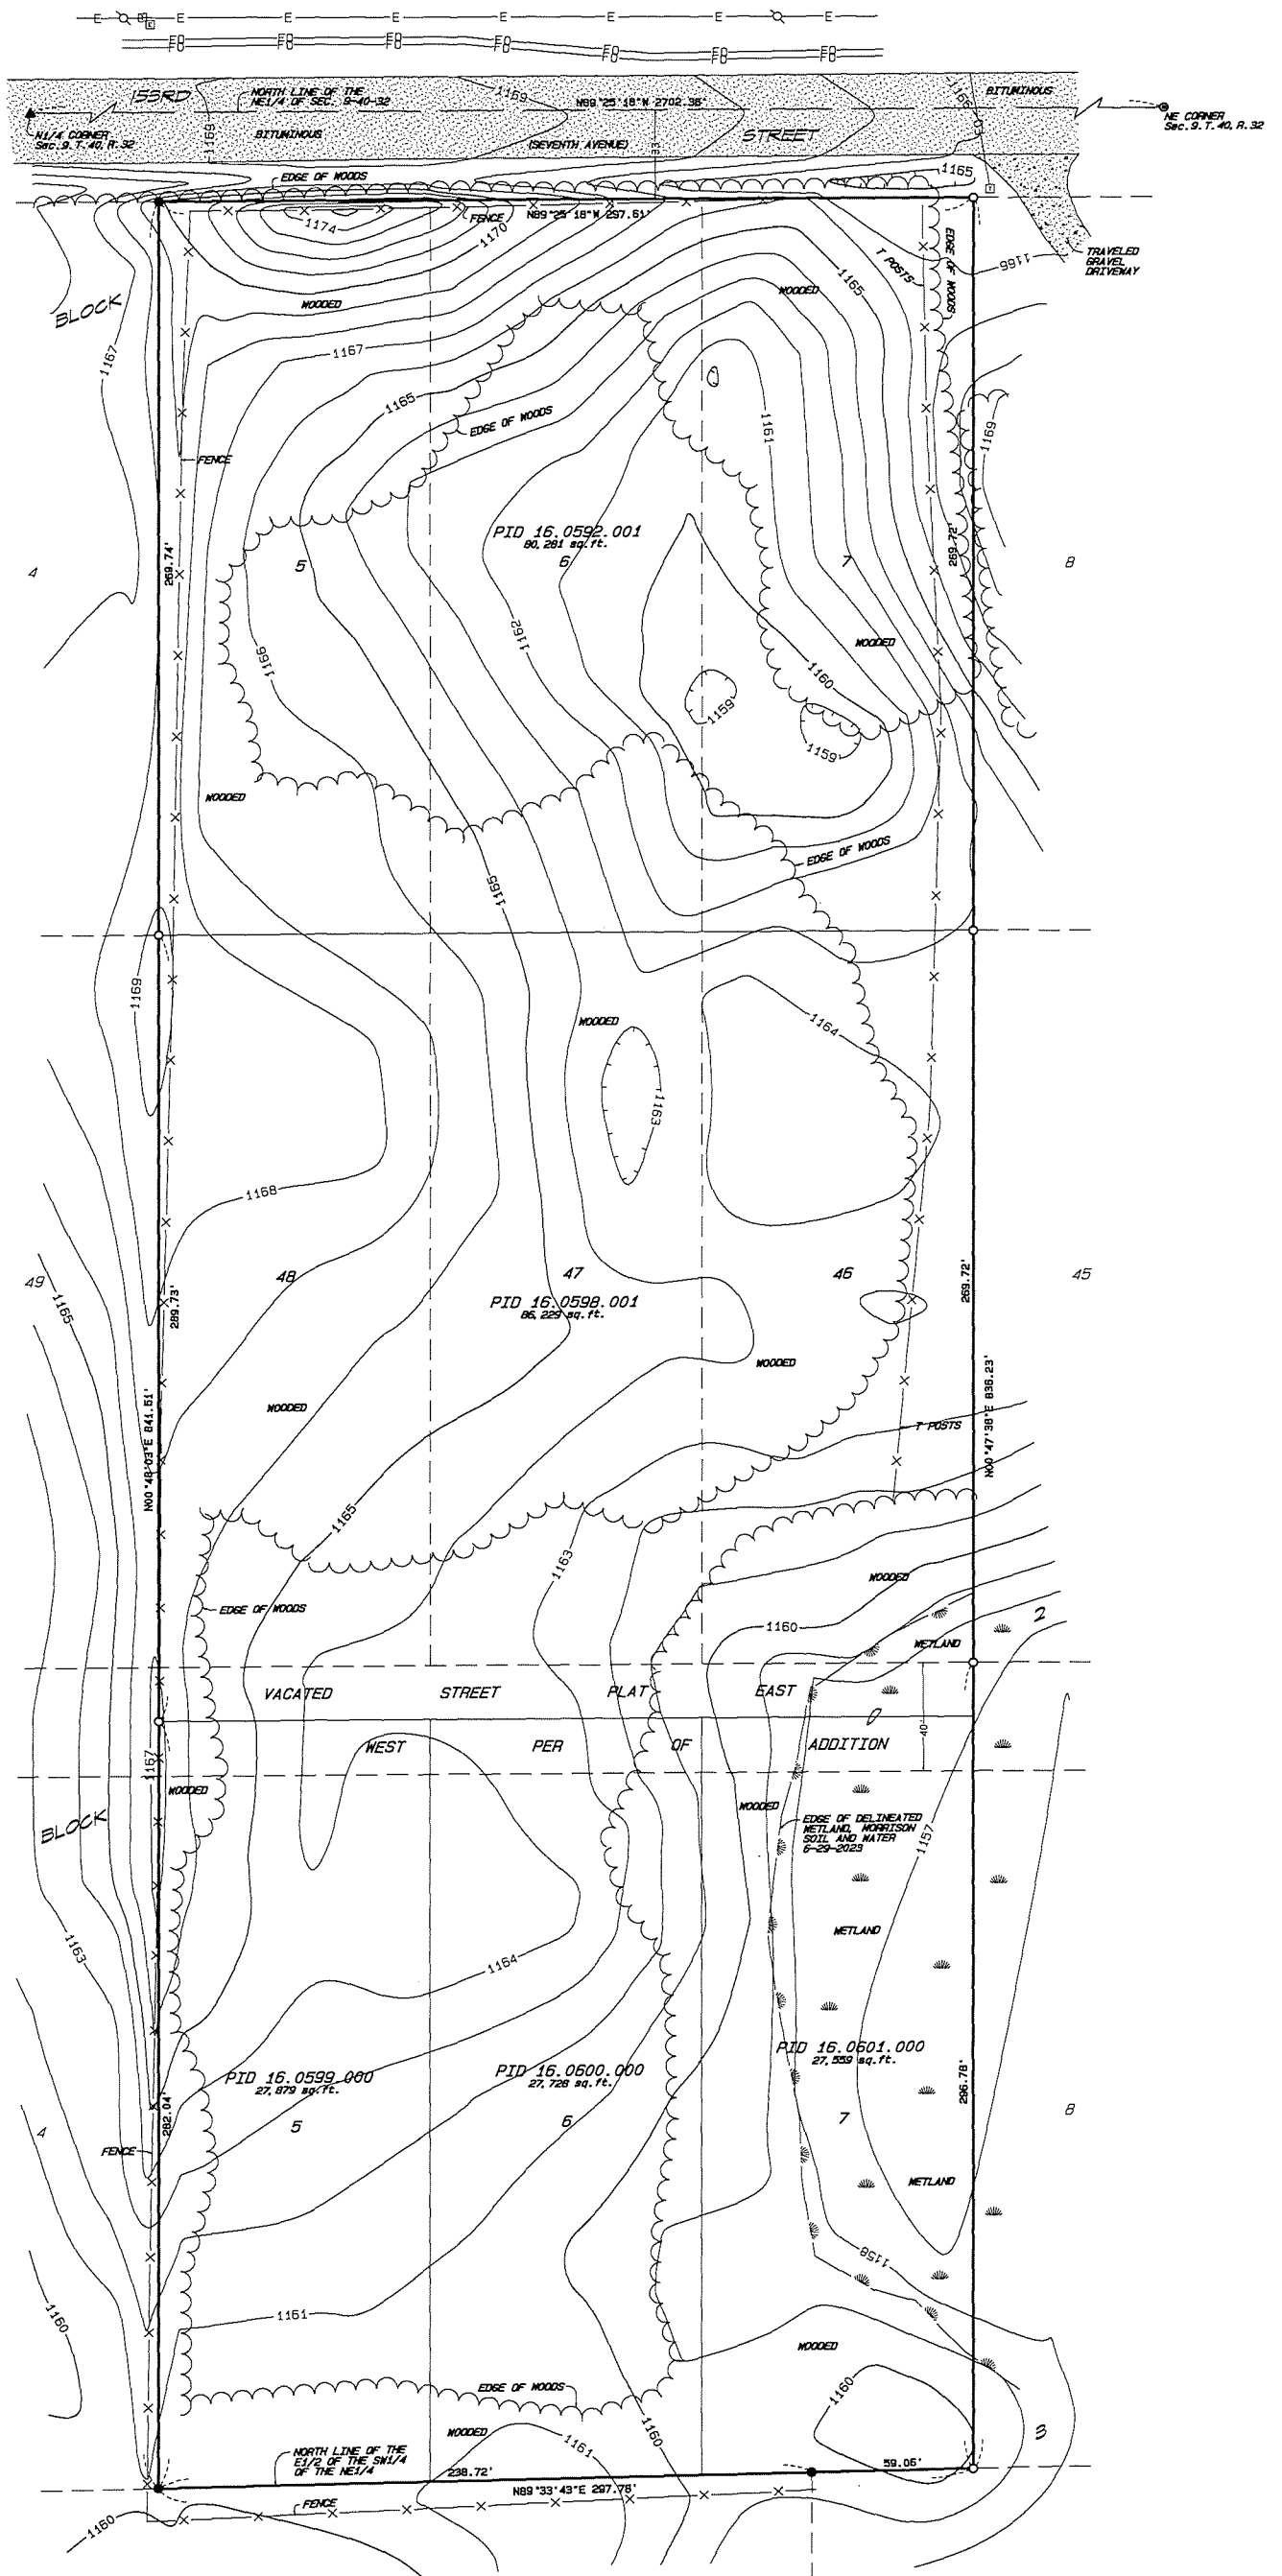 E E E E E E E
E
155RD
NORTH LINE OF THE
NE1/4 OF SEC. 9-40-32
1169
N89°25'18"W 2702.36'
1166
BITUMINOUS
N1/4 CORNER
Sec.9.T.40,R.32
1169
BITUMINOUS
(SEVENTH AVENUE)
33
STREET
NE CORNER
Sec.9.T.40,R.32
EDGE OF WOODS
1165
1174
FENCE
N89°25'18"W 297.61'
1170
T POSTS
EDGE OF WOODS
1166
TRAVELED
GRAVEL
DRIVEWAY
BLOCK
WOODED
WOODED
1165
1167
1167
1165
EDGE OF WOODS
1161
1169
FENCE
PID 16.0592.001
80,281 sq.ft.
269.74'
269.72'
4
5
6
7
8
1166
1162
WOODED
1160
1159
1159
WOODED
EDGE OF WOODS
1165
1169
WOODED
1164
1163
1168
49
48
47
46
45
1165
289.73'
PID 16.0598.001
86,229 sq.ft.
269.72'
WOODED
WOODED
N00°48'03"E 841.51'
N00°47'38"E 836.23'
T POSTS
1165
1163
WOODED
EDGE OF WOODS
1160
WETLAND
2
VACATED STREET PLAT EAST
WEST PER OF ADDITION
40'
1167
WOODED
WOODED
BLOCK
EDGE OF DELINEATED
WETLAND, MORRISON
SOIL AND WATER
6-29-2023
1157
WETLAND
1163
1164
PID 16.0599.000
27,879 sq.ft.
PID 16.0600.000
27,728 sq.ft.
PID 16.0601.000
27,559 sq.ft.
282.04'
296.78'
4
5
6
7
8
FENCE
WETLAND
1158
1160
1161
WOODED
EDGE OF WOODS
1160
WOODED
1161
1160
3
NORTH LINE OF THE
E1/2 OF THE SW1/4
OF THE NE1/4
238.72'
59.06'
N89°33'43"E 297.78'
FENCE
1160